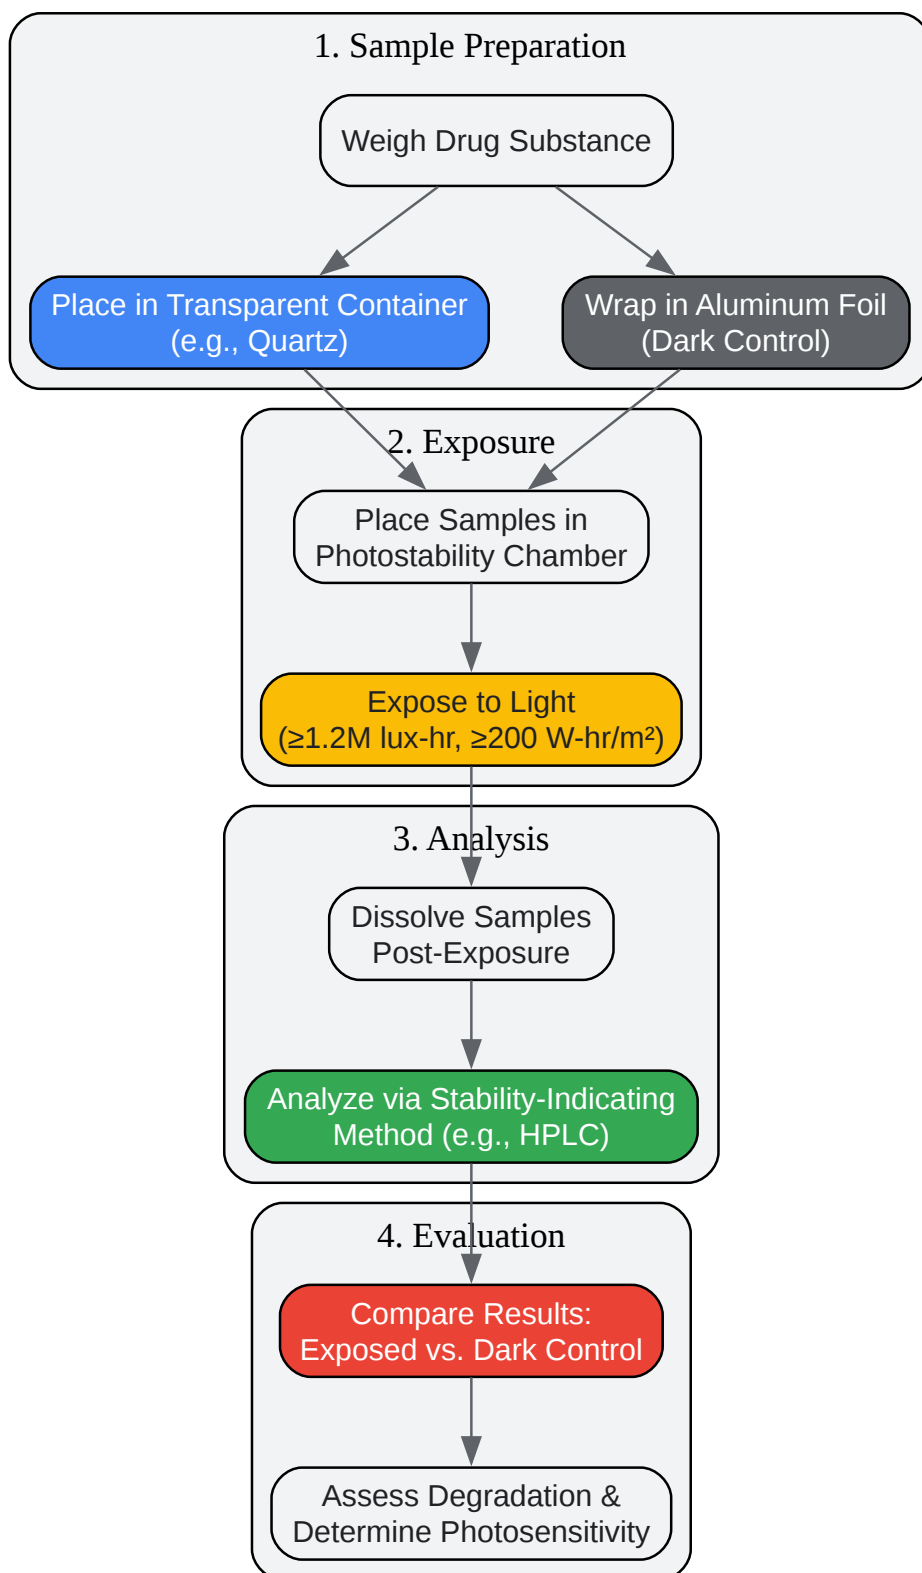 1. Sample Preparation
Weigh Drug Substance
Place in Transparent Container
(e.g., Quartz)
Wrap in Aluminum Foil
(Dark Control)
2. Exposure
Place Samples in
Photostability Chamber
Expose to Light
(≥1.2M lux-hr, ≥200 W-hr/m²)
3. Analysis
Dissolve Samples
Post-Exposure
Analyze via Stability-Indicating
Method (e.g., HPLC)
4. Evaluation
Compare Results:
Exposed vs. Dark Control
Assess Degradation &
Determine Photosensitivity